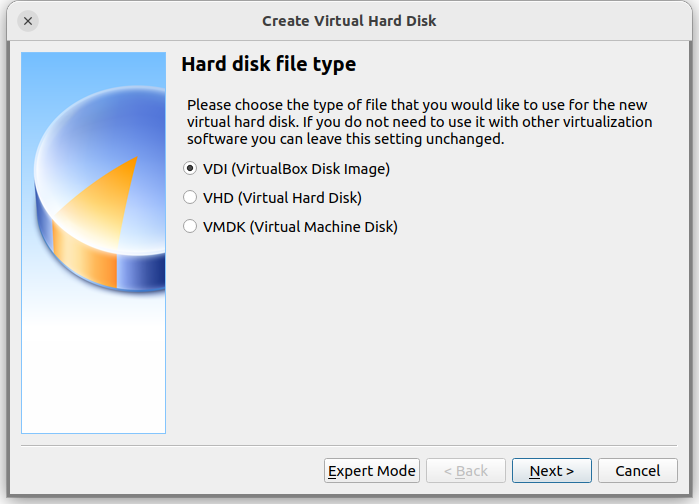 Create Virtual Hard Disk
Hard disk file type
Please choose the type of file that you would like to use for the new
virtual hard disk. If you do not need to use it with other virtualization
software you can leave this setting unchanged.
VDI (VirtualBox Disk Image)
VHD (Virtual Hard Disk)
VMDK (Virtual Machine Disk)
Expert Mode
< Back
Next >
Cancel